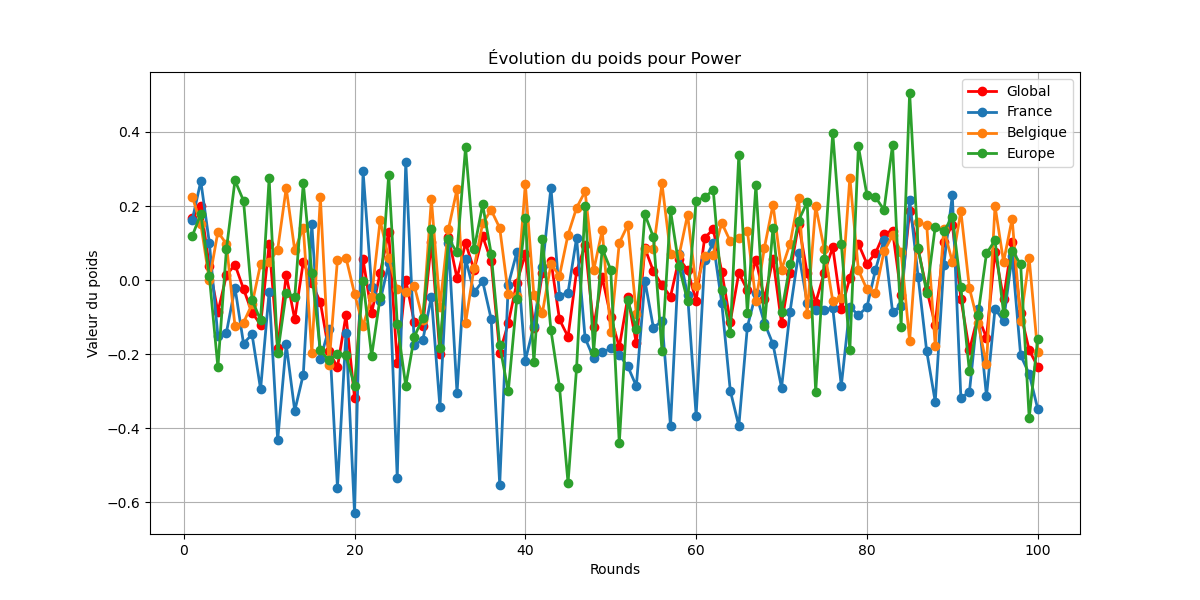 Évolution du poids pour Power
Global
France
Belgique
Europe
0.4
0.2
0.0
−0.2
−0.4
−0.6
Valeur du poids
0
20
40
60
80
100
Rounds